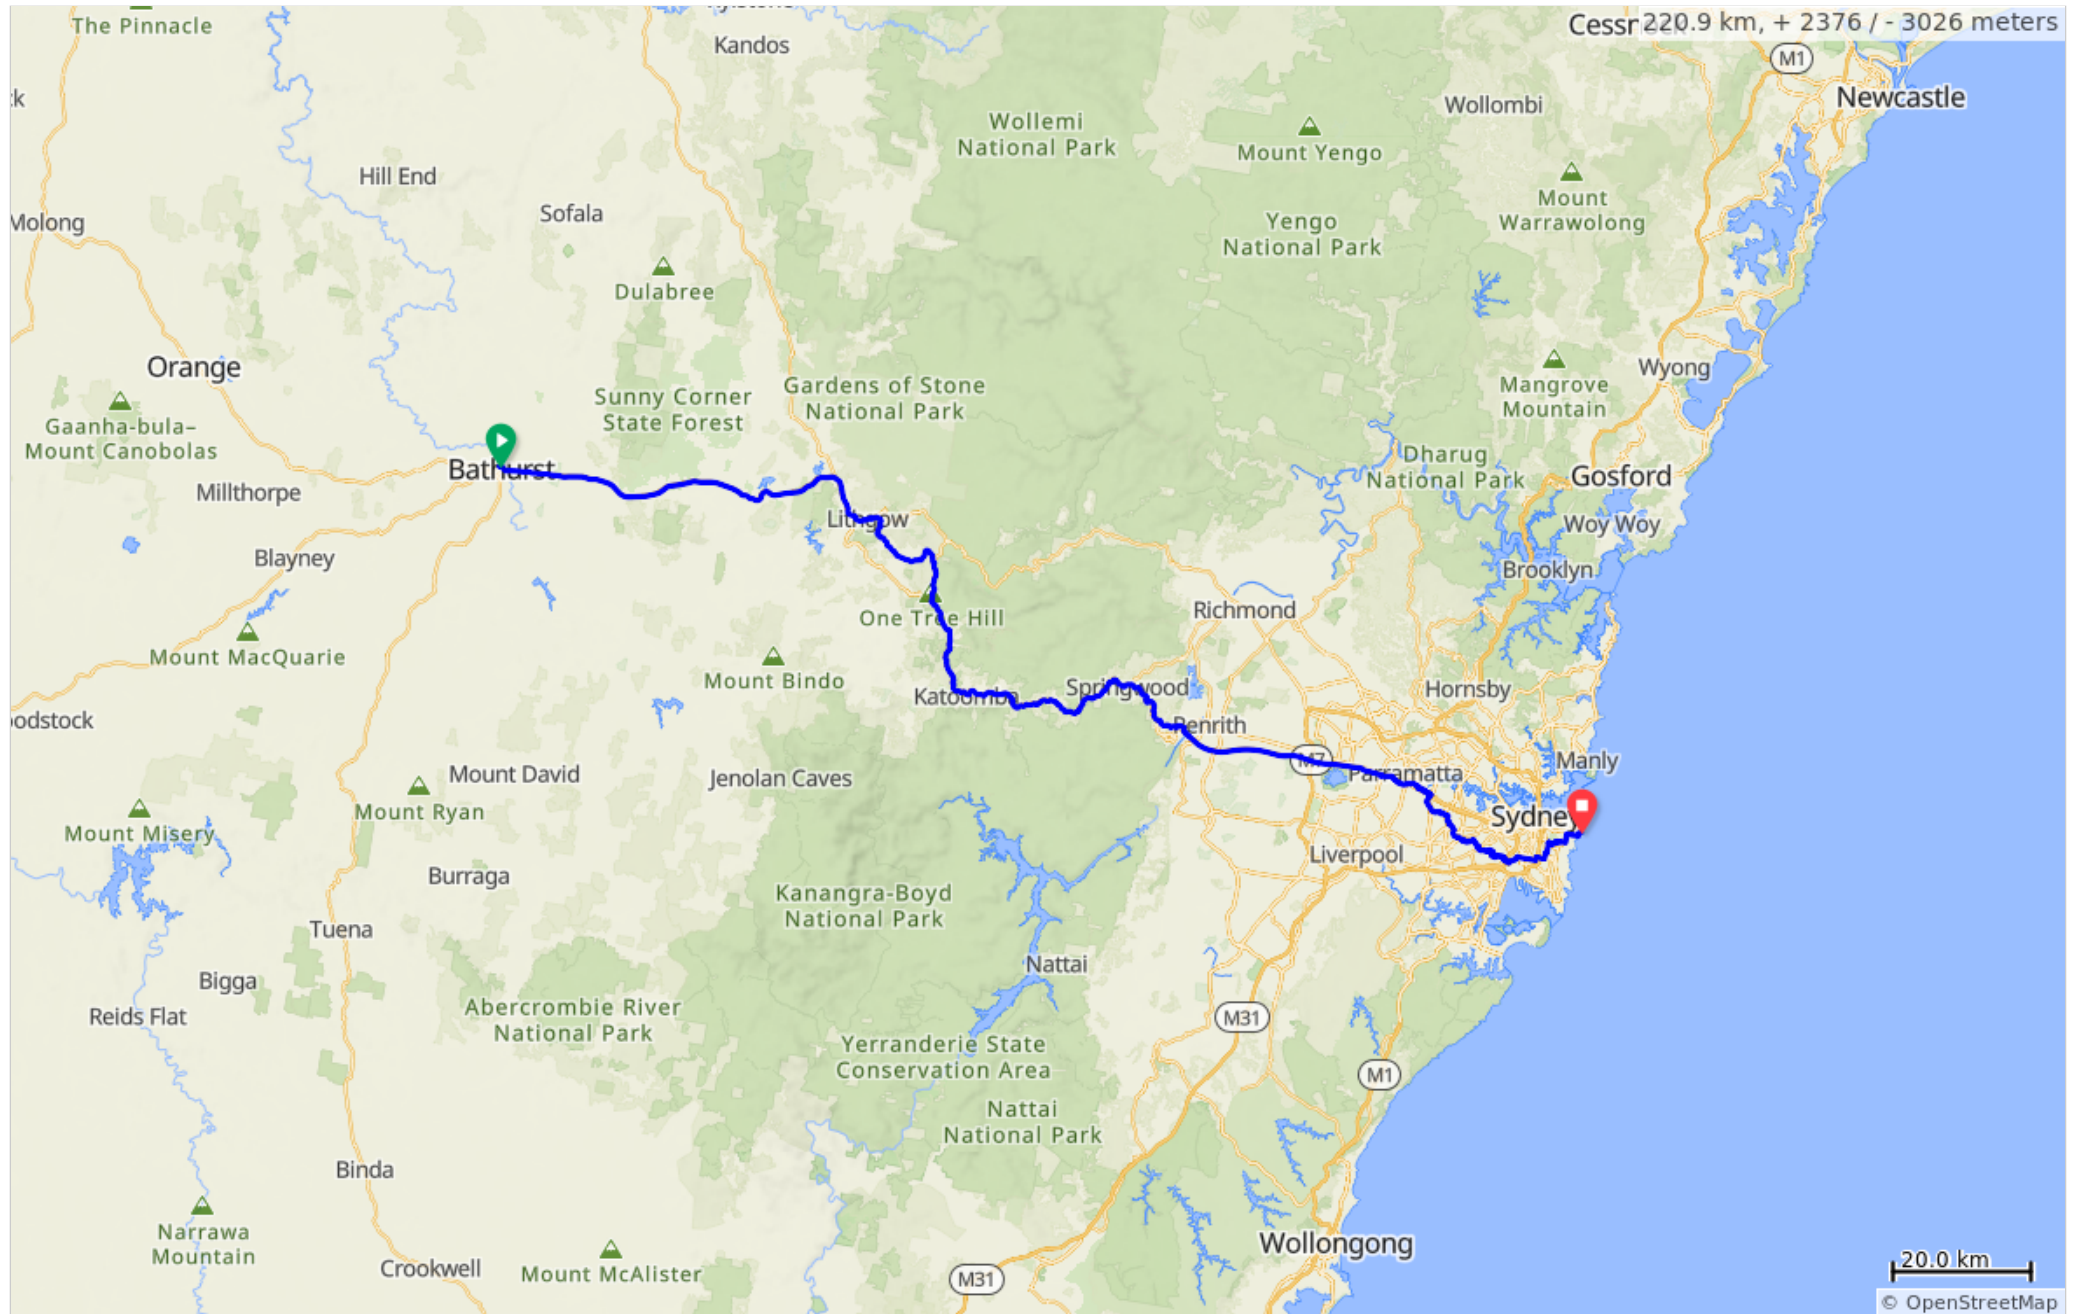 The Pinnacle
Kandos
220.9 km, + 2376 / - 3026 meters
M1
Newcastle
Wollombi
Wollemi
National Park
Mount Yengo
Hill End
Sofala
Mount
Warrawolong
Molong
Yengo
National Park
Dulabree
Orange
Wyong
Gardens of Stone
National Park
Sunny Corner
State Forest
Mangrove
Mountain
Gaanha-bula–
Mount Canobolas
Dharug
National Park
Bathurst
Gosford
Millthorpe
Lithgow
Woy Woy
Blayney
Brooklyn
One Tree Hill
Richmond
Mount MacQuarie
Mount Bindo
Katoomba
Springwood
Hornsby
oodstock
Penrith
M7
Manly
Mount David
Jenolan Caves
Parramatta
Mount Ryan
Sydney
Mount Misery
Liverpool
Burraga
Kanangra-Boyd
National Park
Tuena
Nattai
Bigga
Reids Flat
Abercrombie River
National Park
M31
Yerranderie State
Conservation Area
M1
Nattai
National Park
Binda
Narrawa
Mountain
Wollongong
Crookwell
Mount McAlister
M31
20.0 km
© OpenStreetMap